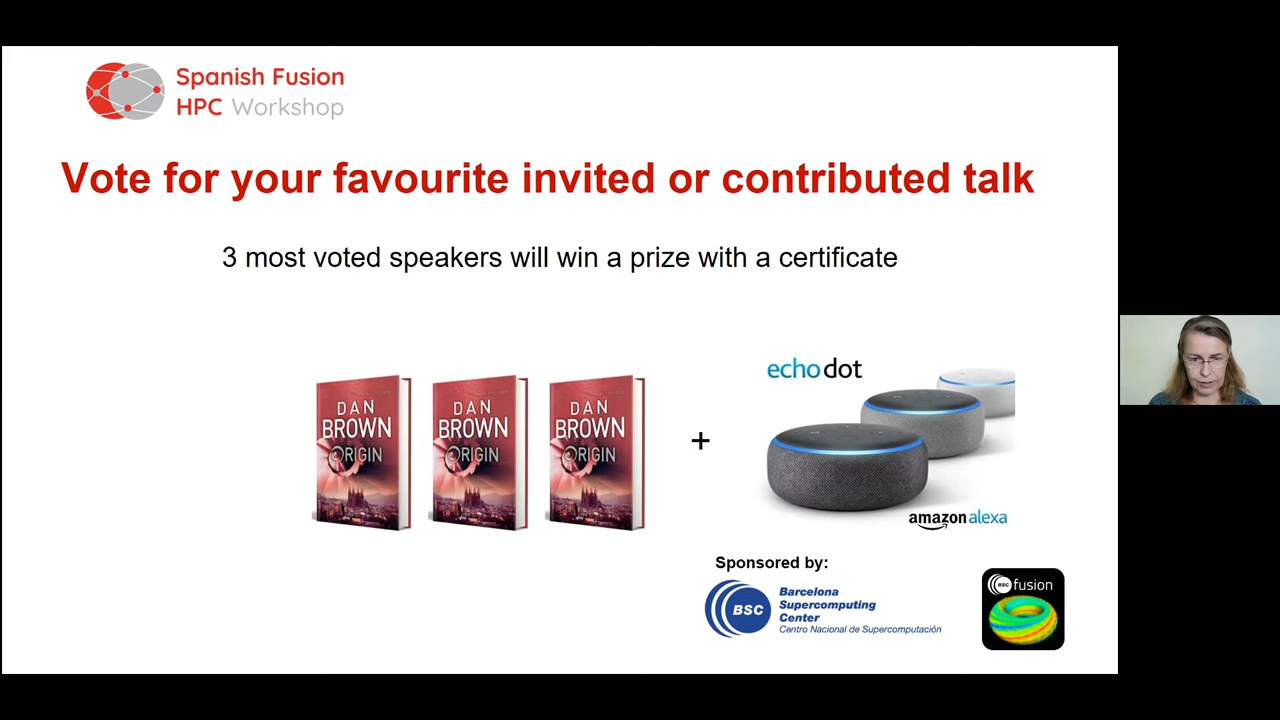 Spanish Fusion
HPC Workshop
Vote for your favourite invited or contributed talk
3 most voted speakers will win a prize with a certificate
DAN
BROWN
ORIGIN
DAN
BROWN
ORIGIN
DAN
BROWN
ORIGIN
+
echo dot
amazon alexa
Sponsored by:
BSC
Barcelona
Supercomputing
Center
Centro Nacional de Supercomputación
BSC fusion